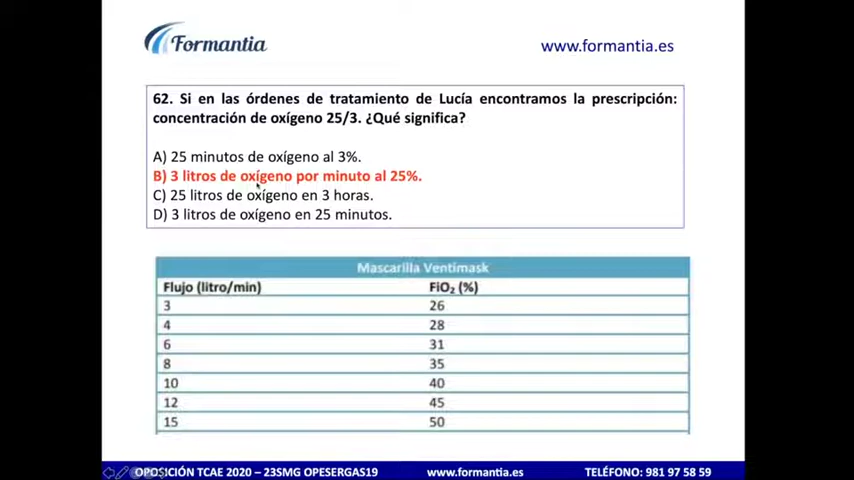 Formantia
www.formantia.es
62. Si en las órdenes de tratamiento de Lucía encontramos la prescripción:
concentración de oxígeno 25/3. ¿Qué significa?
A) 25 minutos de oxígeno al 3%.
B) 3 litros de oxígeno por minuto al 25%.
C) 25 litros de oxígeno en 3 horas.
D) 3 litros de oxígeno en 25 minutos.
Mascarilla Ventimask
Flujo (litro/min) FiO₂ (%)
3 26
4 28
6 31
8 35
10 40
12 45
15 50
OPOSICIÓN TCAE 2020 – 23SMG OPESERGAS19 www.formantia.es TELÉFONO: 981 97 58 59